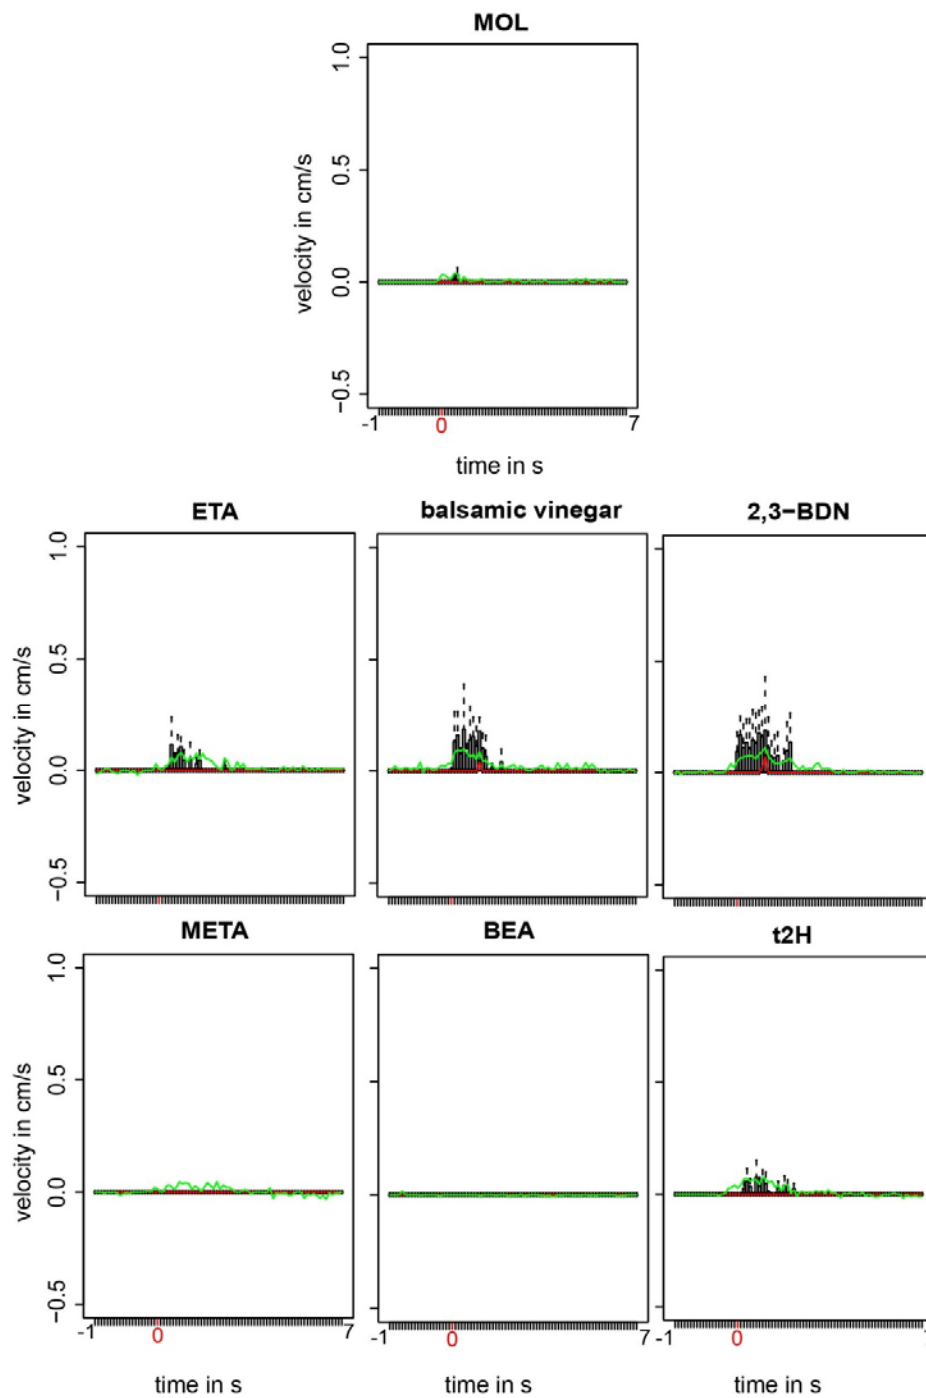 MOL
velocity in cm/s
1.0
0.5
0.0
−0.5
-1 0 7
time in s
ETA balsamic vinegar 2,3−BDN
velocity in cm/s
1.0
0.5
0.0
−0.5
META BEA t2H
velocity in cm/s
1.0
0.5
0.0
−0.5
-1 0 7 0 7 -1 0
time in s time in s time in s